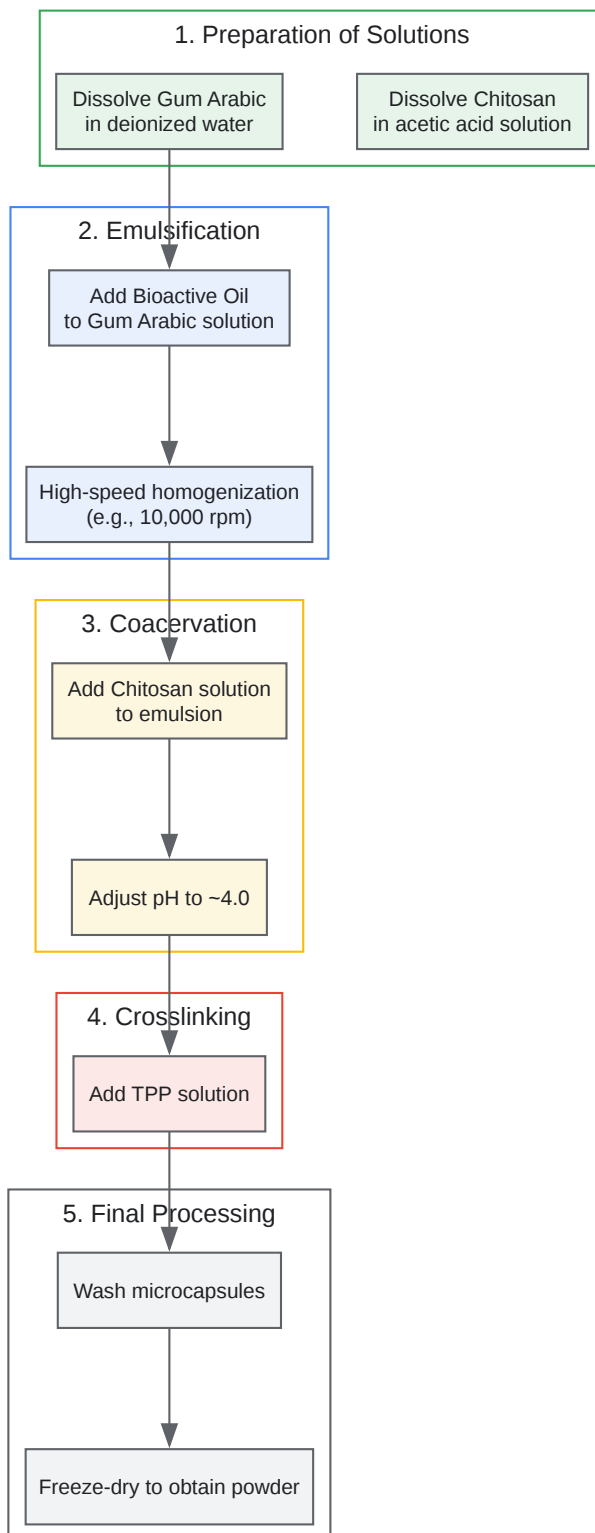 1. Preparation of Solutions
Dissolve Gum Arabic
in deionized water
Dissolve Chitosan
in acetic acid solution
2. Emulsification
Add Bioactive Oil
to Gum Arabic solution
High-speed homogenization
(e.g., 10,000 rpm)
3. Coacervation
Add Chitosan solution
to emulsion
Adjust pH to ~4.0
4. Crosslinking
Add TPP solution
5. Final Processing
Wash microcapsules
Freeze-dry to obtain powder